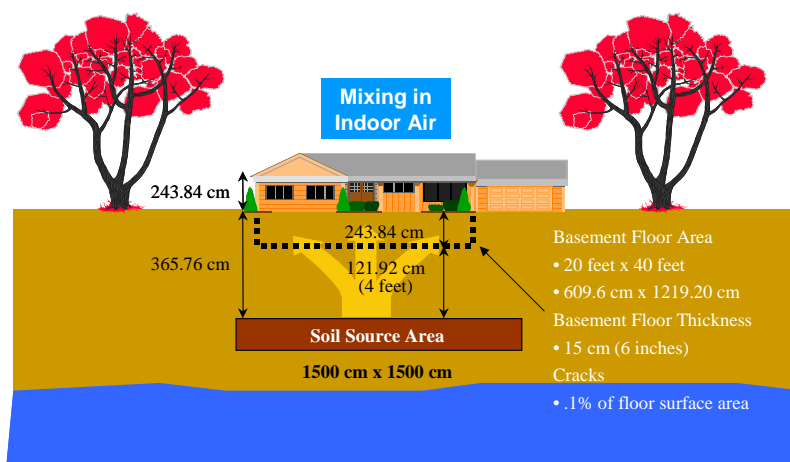 Mixing in
Indoor Air
243.84 cm
243.84 cm
365.76 cm
121.92 cm
(4 feet)
Soil Source Area
1500 cm x 1500 cm
Basement Floor Area
• 20 feet x 40 feet
• 609.6 cm x 1219.20 cm
Basement Floor Thickness
• 15 cm (6 inches)
Cracks
• .1% of floor surface area